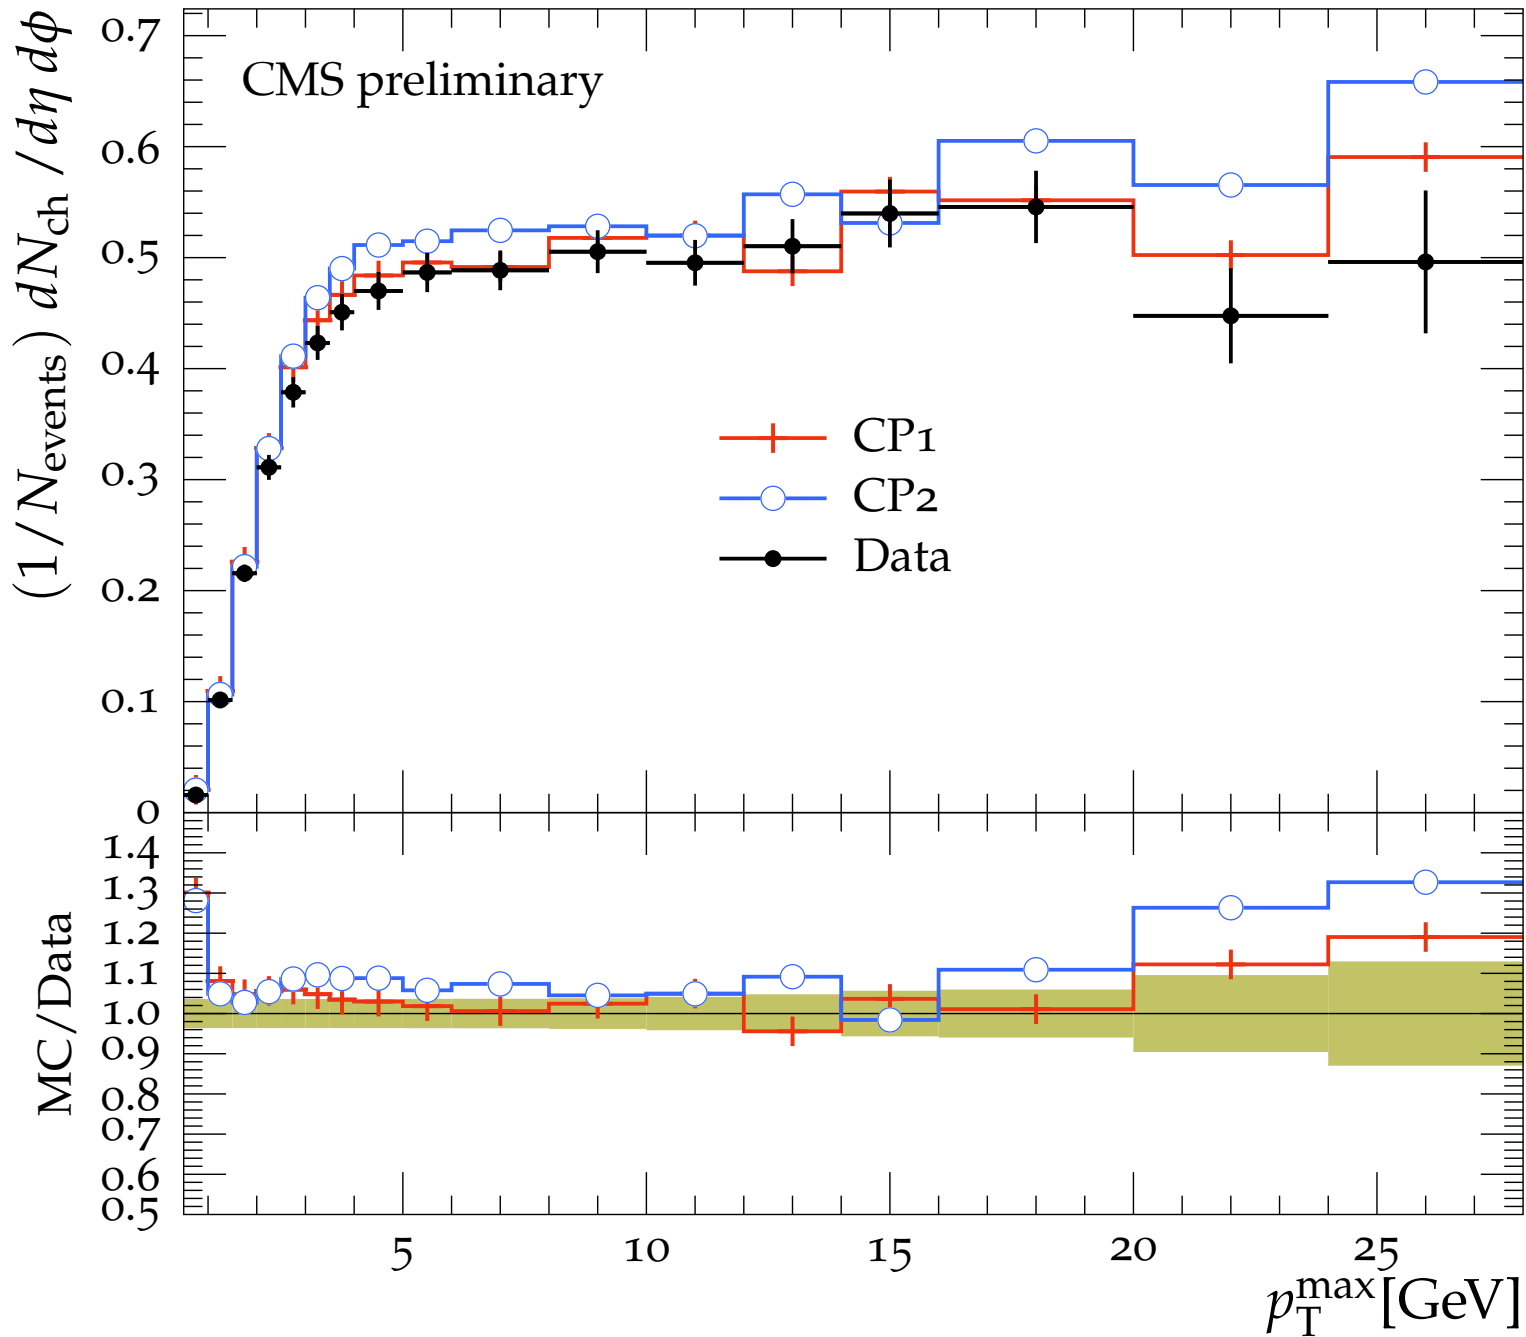 (1/N_events) dN_ch/dη dϕ
0.7
0.6
0.5
0.4
0.3
0.2
0.1
0
CMS preliminary
CP1
CP2
Data
MC/Data
1.4
1.3
1.2
1.1
1.0
0.9
0.8
0.7
0.6
0.5
5 10 15 20 25
p_T^max [GeV]